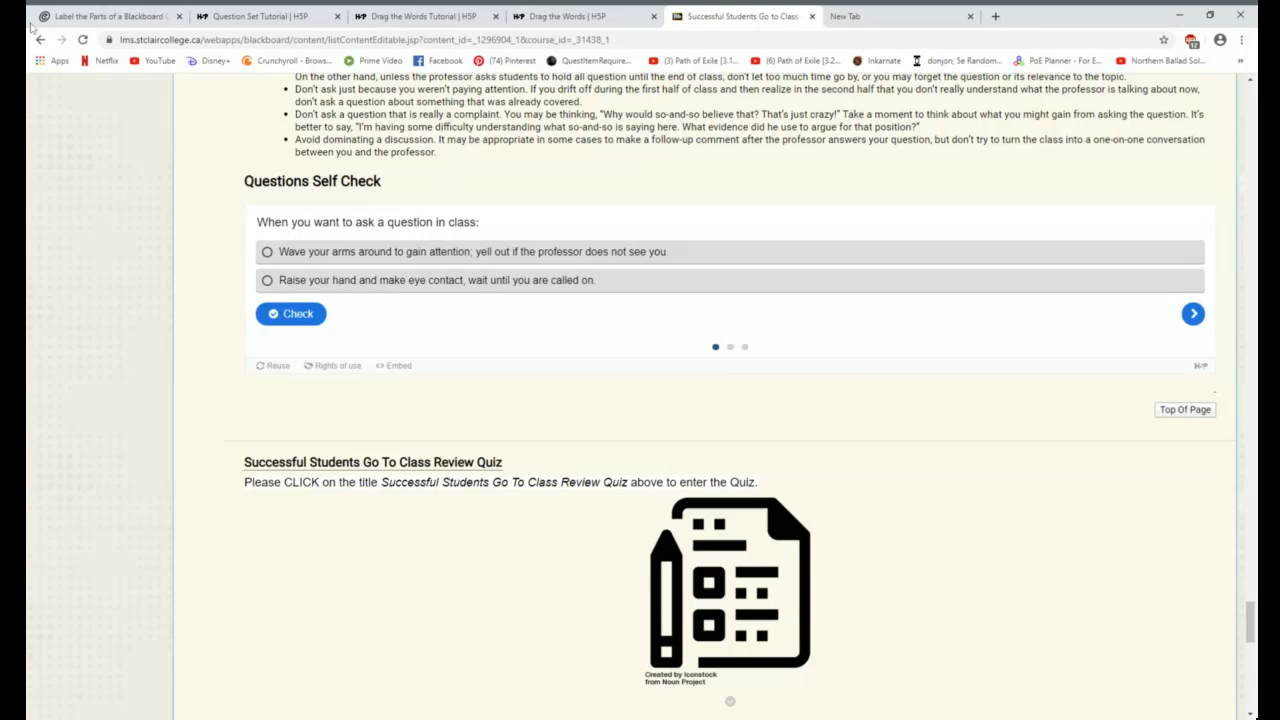 Label the Parts of a Blackboard
Question Set Tutorial | H5P
Drag the Words Tutorial | H5P
Drag the Words | H5P
Successful Students Go to Class
New Tab
lms.stclaircollege.ca/webapps/blackboard/content/listContentEditable.jsp?content_id=_1296904_1&course_id=_31438_1
Apps Netflix YouTube Disney+ Crunchyroll - Brows... Prime Video Facebook (74) Pinterest QuestItemRequire... (3) Path of Exile [3.1... (6) Path of Exile [3.2... Inkarnate donjon; 5e Random... PoE Planner - For E... Northern Ballad Sol... »
On the other hand, unless the professor asks students to hold all question until the end of class, don't let too much time go by, or you may forget the question or its relevance to the topic.
• Don't ask just because you weren't paying attention. If you drift off during the first half of class and then realize in the second half that you don't really understand what the professor is talking about now,
don't ask a question about something that was already covered.
• Don't ask a question that is really a complaint. You may be thinking, "Why would so-and-so believe that? That's just crazy!" Take a moment to think about what you might gain from asking the question. It's
better to say, "I'm having some difficulty understanding what so-and-so is saying here. What evidence did he use to argue for that position?"
• Avoid dominating a discussion. It may be appropriate in some cases to make a follow-up comment after the professor answers your question, but don't try to turn the class into a one-on-one conversation
between you and the professor.
Questions Self Check
When you want to ask a question in class:
Wave your arms around to gain attention; yell out if the professor does not see you.
Raise your hand and make eye contact, wait until you are called on.
Check
Reuse Rights of use Embed H5P
Top Of Page
Successful Students Go To Class Review Quiz
Please CLICK on the title Successful Students Go To Class Review Quiz above to enter the Quiz.
Created by Iconstock
from Noun Project